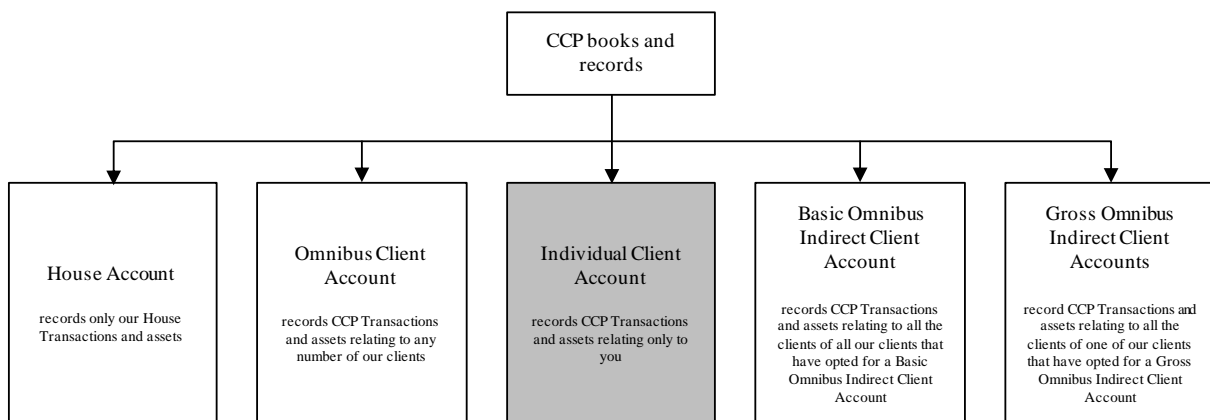 CCP books and
records
House Account
records only our House
Transactions and assets
Omnibus Client
Account
records CCP Transactions
and assets relating to any
number of our clients
Individual Client
Account
records CCP Transactions
and assets relating only to
you
Basic Omnibus
Indirect Client
Account
records CCP Transactions
and assets relating to all the
clients of all our clients that
have opted for a Basic
Omnibus Indirect Client
Account
Gross Omnibus
Indirect Client
Accounts
record CCP Transactions and
assets relating to all the
clients of one of our clients
that have opted for a Gross
Omnibus Indirect Client
Account